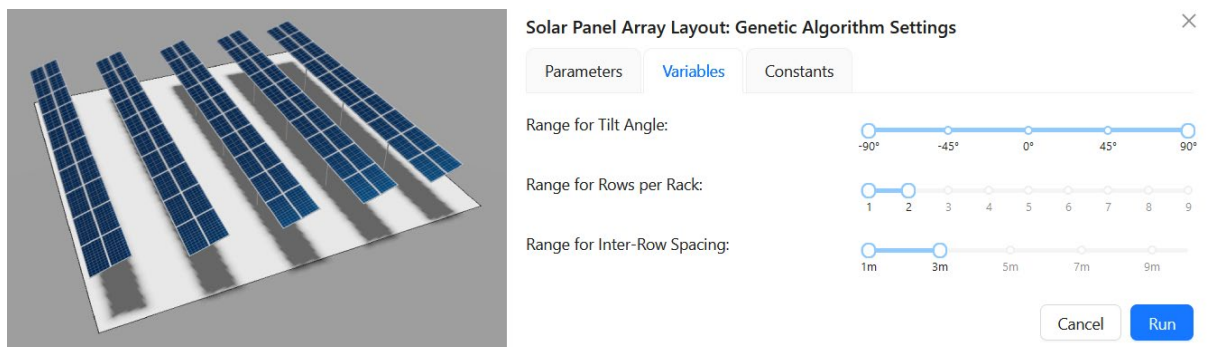 Solar Panel Array Layout: Genetic Algorithm Settings
Parameters Variables Constants
Range for Tilt Angle:
-90° -45° 0° 45° 90°
Range for Rows per Rack:
1 2 3 4 5 6 7 8 9
Range for Inter-Row Spacing:
1m 3m 5m 7m 9m
Cancel Run